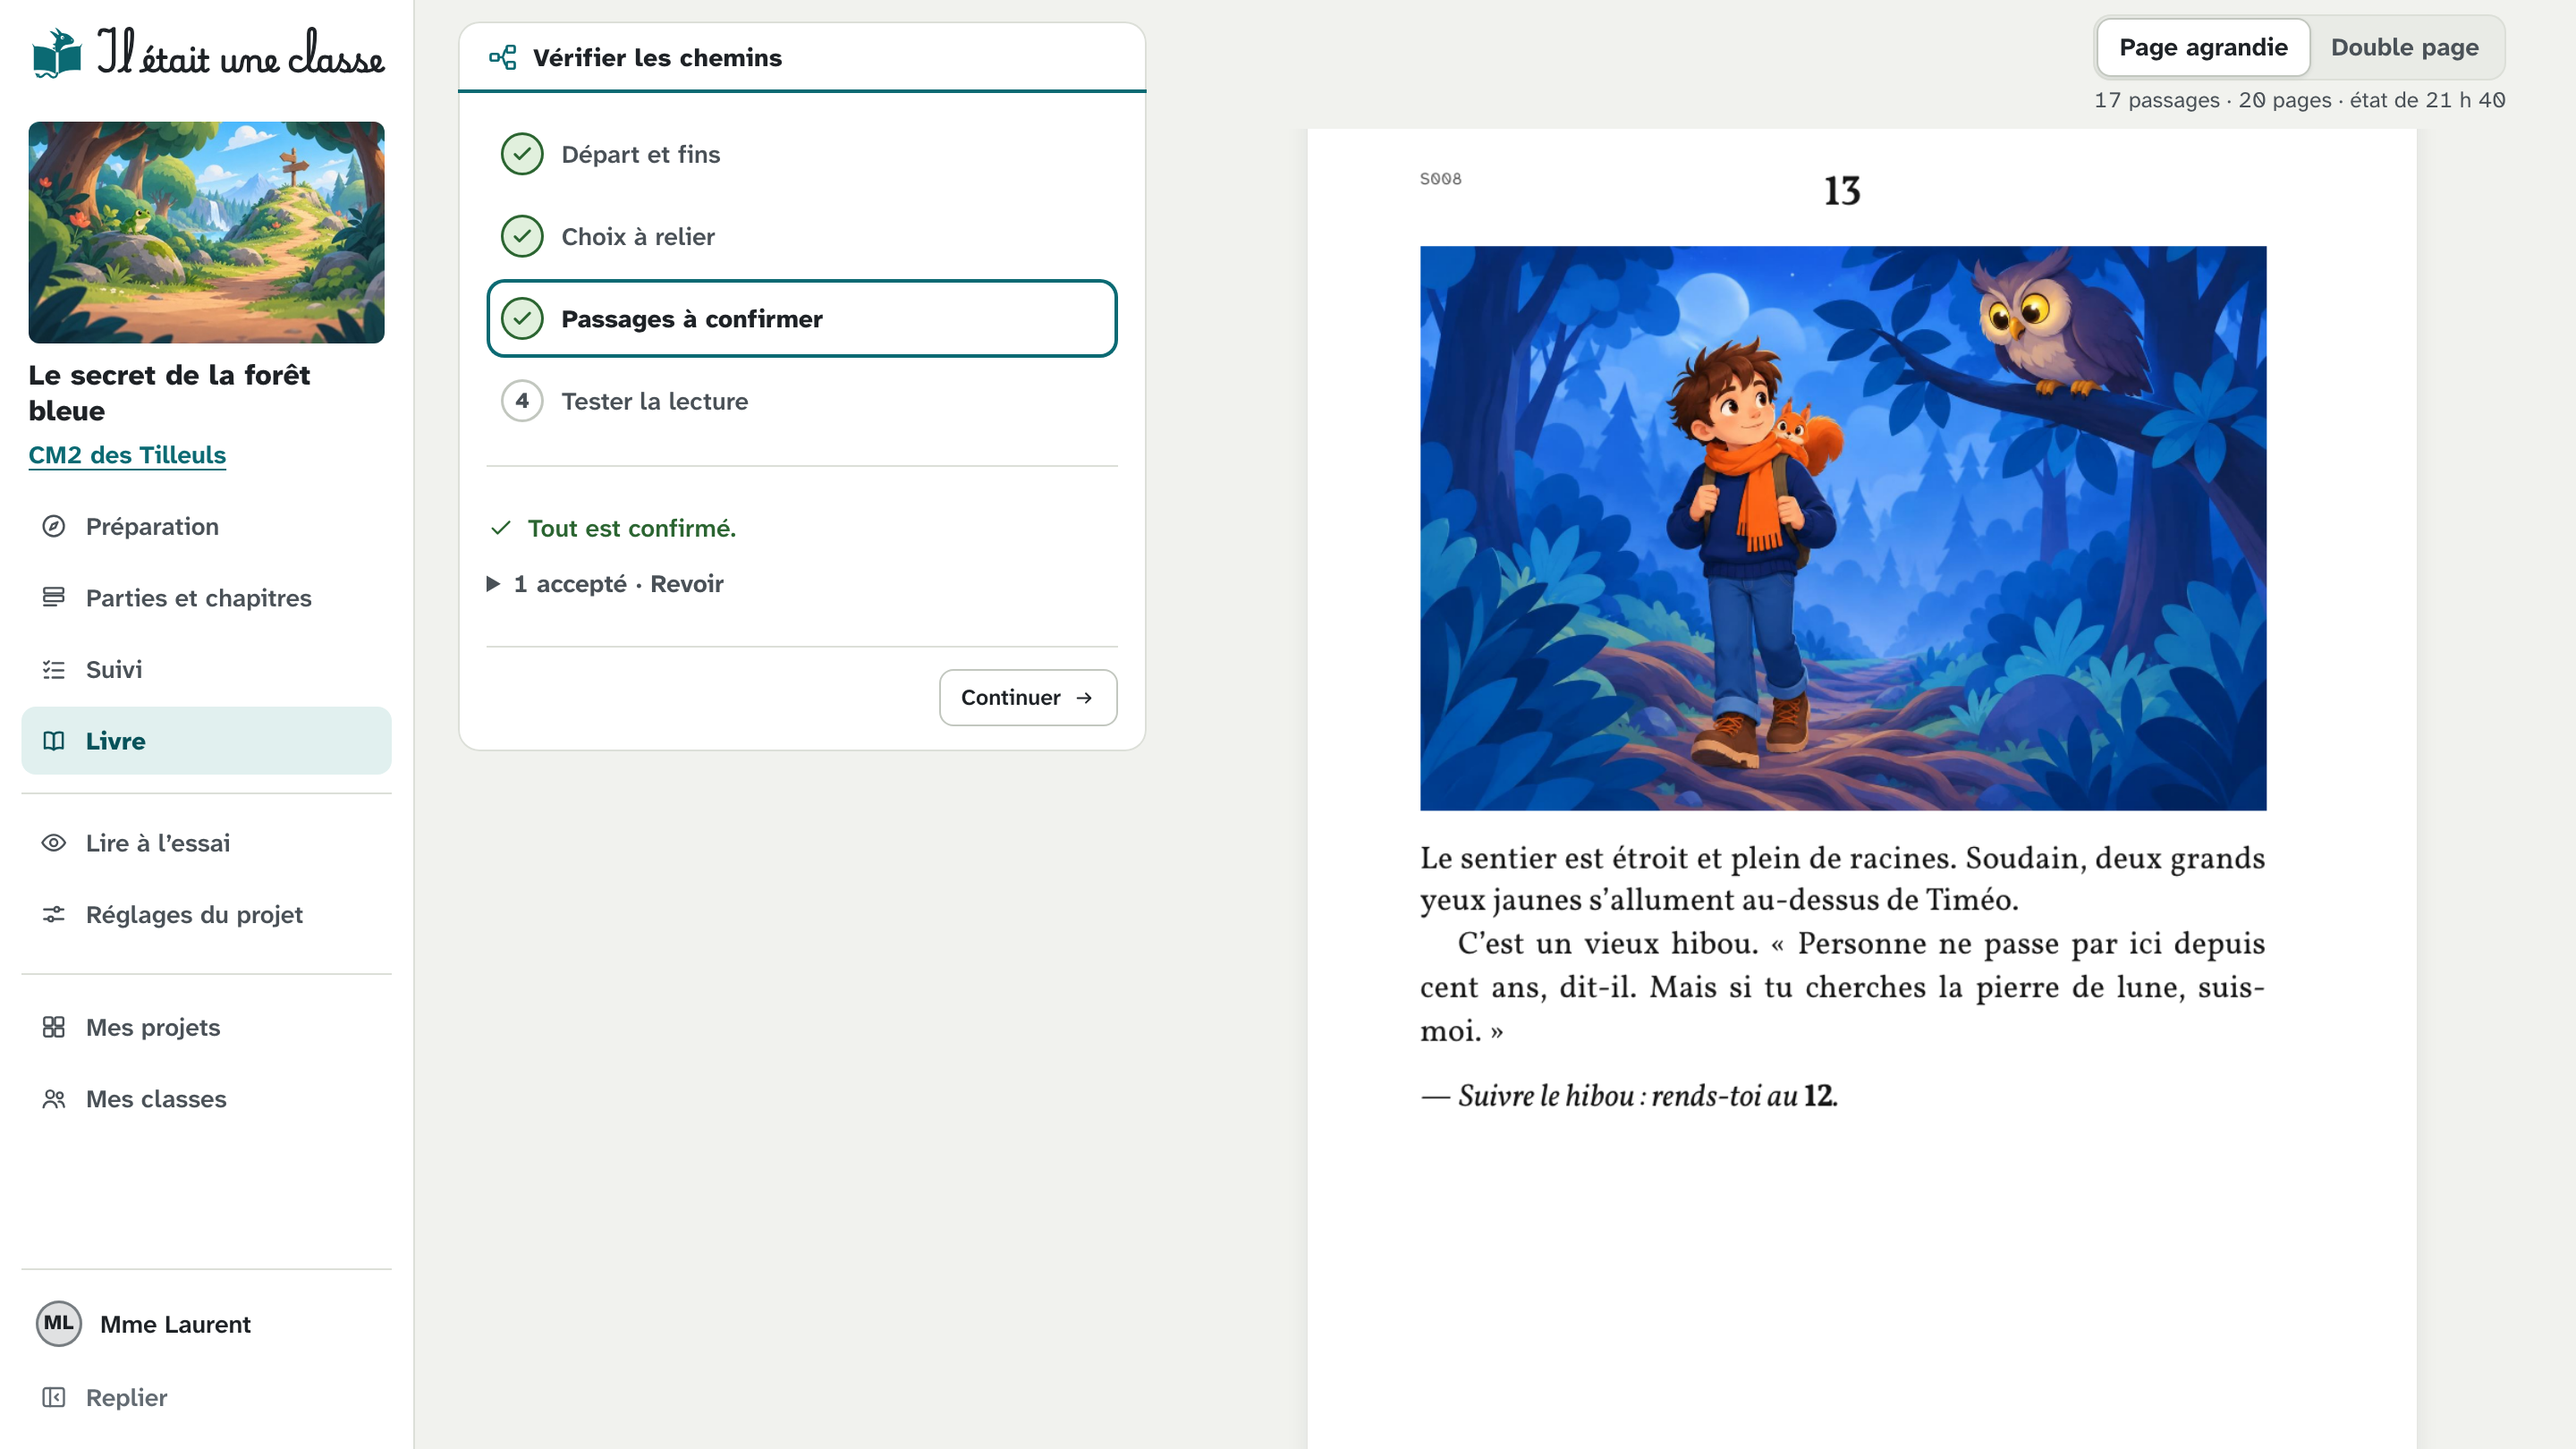 Il était une classe
Le secret de la forêt
bleue
CM2 des Tilleuls
Préparation
Parties et chapitres
Suivi
Livre
Lire à l’essai
Réglages du projet
Mes projets
Mes classes
ML
Mme Laurent
Replier
Vérifier les chemins
Départ et fins
Choix à relier
Passages à confirmer
4 Tester la lecture
Tout est confirmé.
1 accepté · Revoir
Continuer →
Page agrandie
Double page
17 passages · 20 pages · état de 21 h 40
S008
13
Le sentier est étroit et plein de racines. Soudain, deux grands
yeux jaunes s’allument au-dessus de Timéo.
C’est un vieux hibou. « Personne ne passe par ici depuis
cent ans, dit-il. Mais si tu cherches la pierre de lune, suis-
moi. »
— Suivre le hibou : rends-toi au 12.